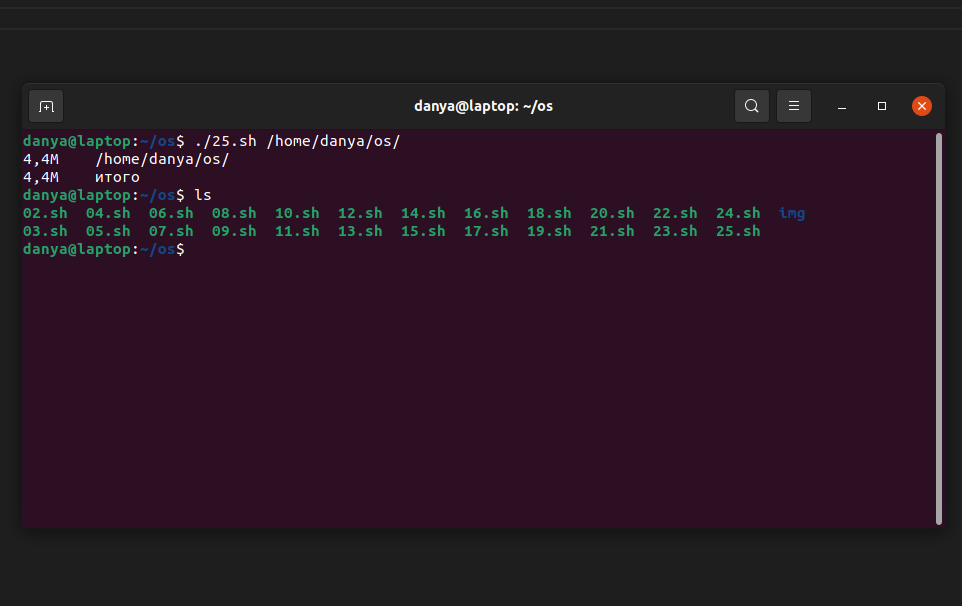 danya@laptop: ~/os
danya@laptop:~/os$ ./25.sh /home/danya/os/
4,4M    /home/danya/os/
4,4M    итого
danya@laptop:~/os$ ls
02.sh  04.sh  06.sh  08.sh  10.sh  12.sh  14.sh  16.sh  18.sh  20.sh  22.sh  24.sh  img
03.sh  05.sh  07.sh  09.sh  11.sh  13.sh  15.sh  17.sh  19.sh  21.sh  23.sh  25.sh
danya@laptop:~/os$